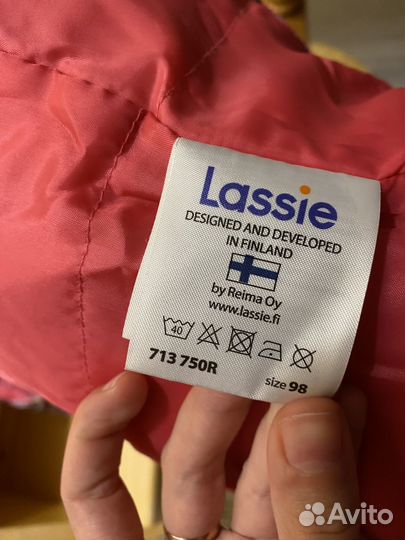 Lassie
DESIGNED AND DEVELOPED
IN FINLAND
by Reima Oy
www.lassie.fi
40
713 750R
size 98
Avito